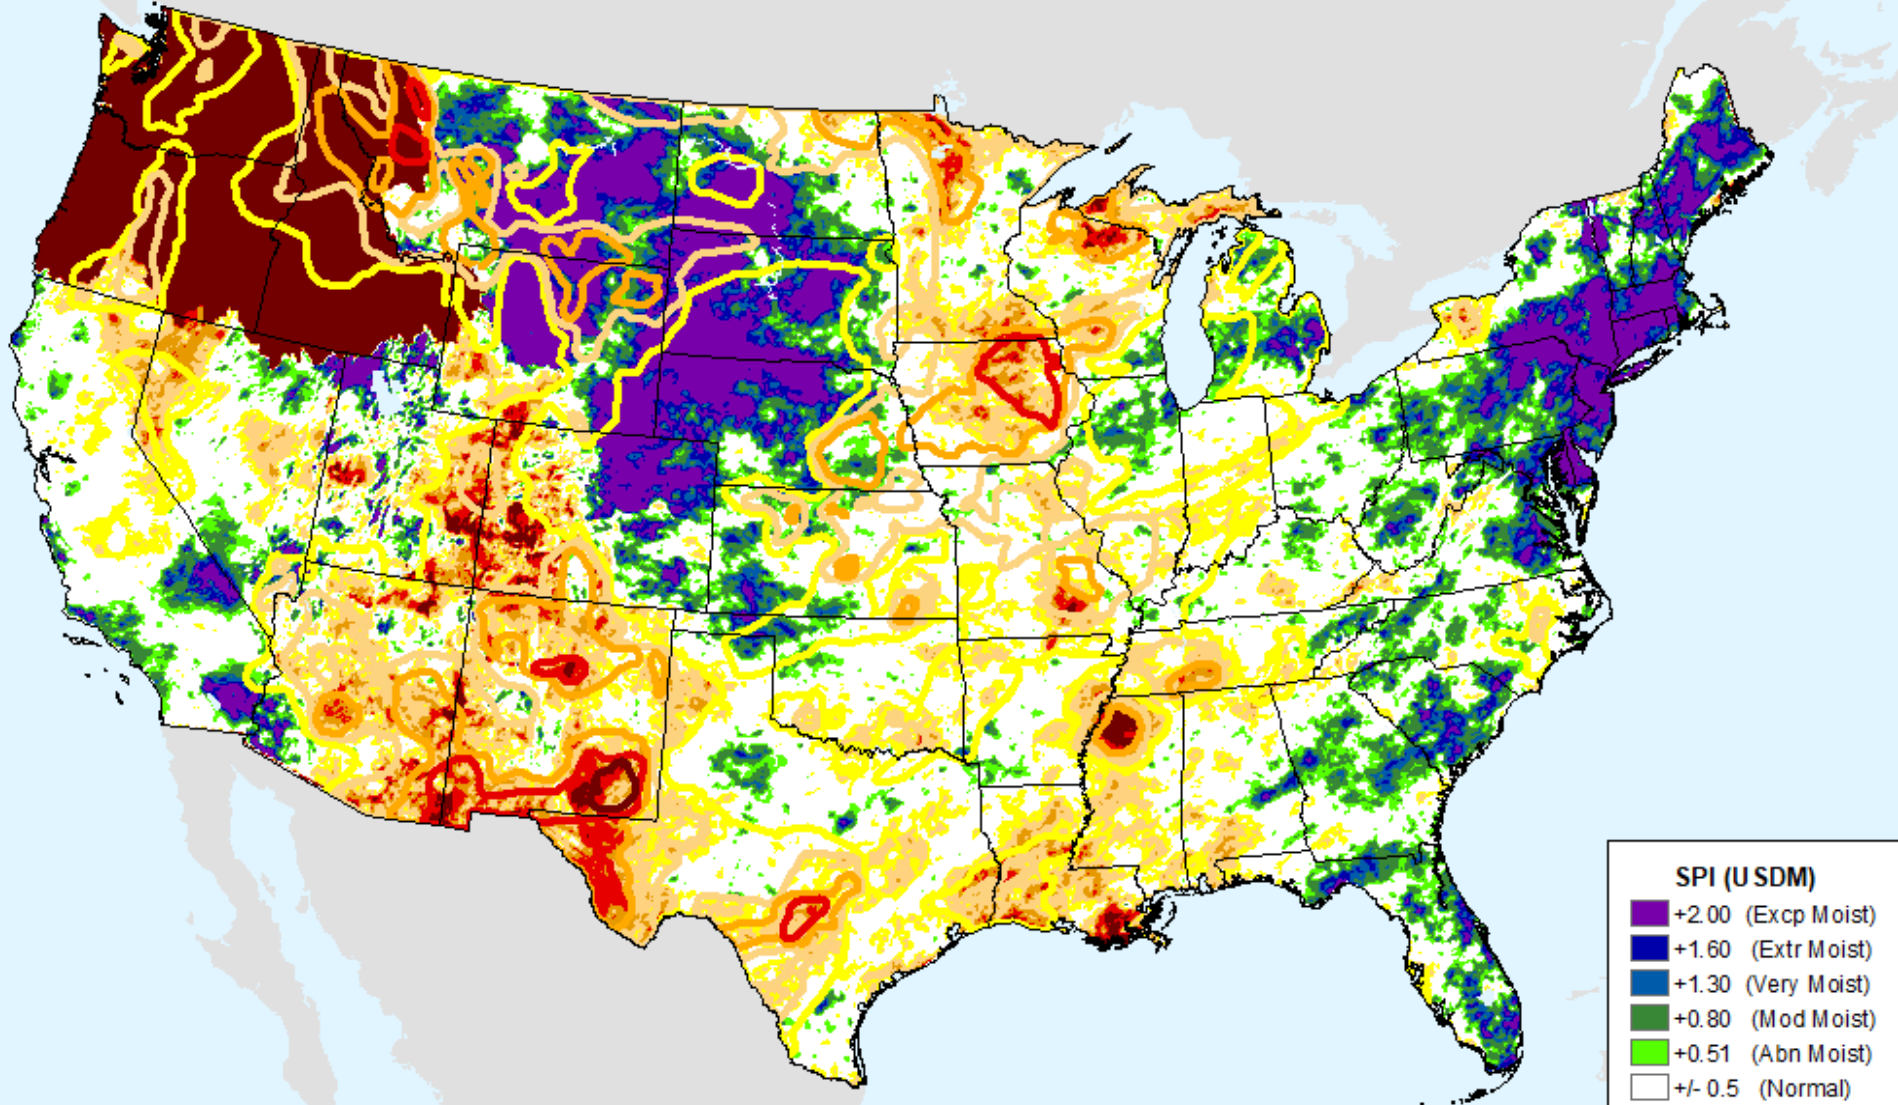 SPI (USDM)
+2.00 (Excp Moist)
+1.60 (Extr Moist)
+1.30 (Very Moist)
+0.80 (Mod Moist)
+0.51 (Abn Moist)
+/- 0.5 (Normal)